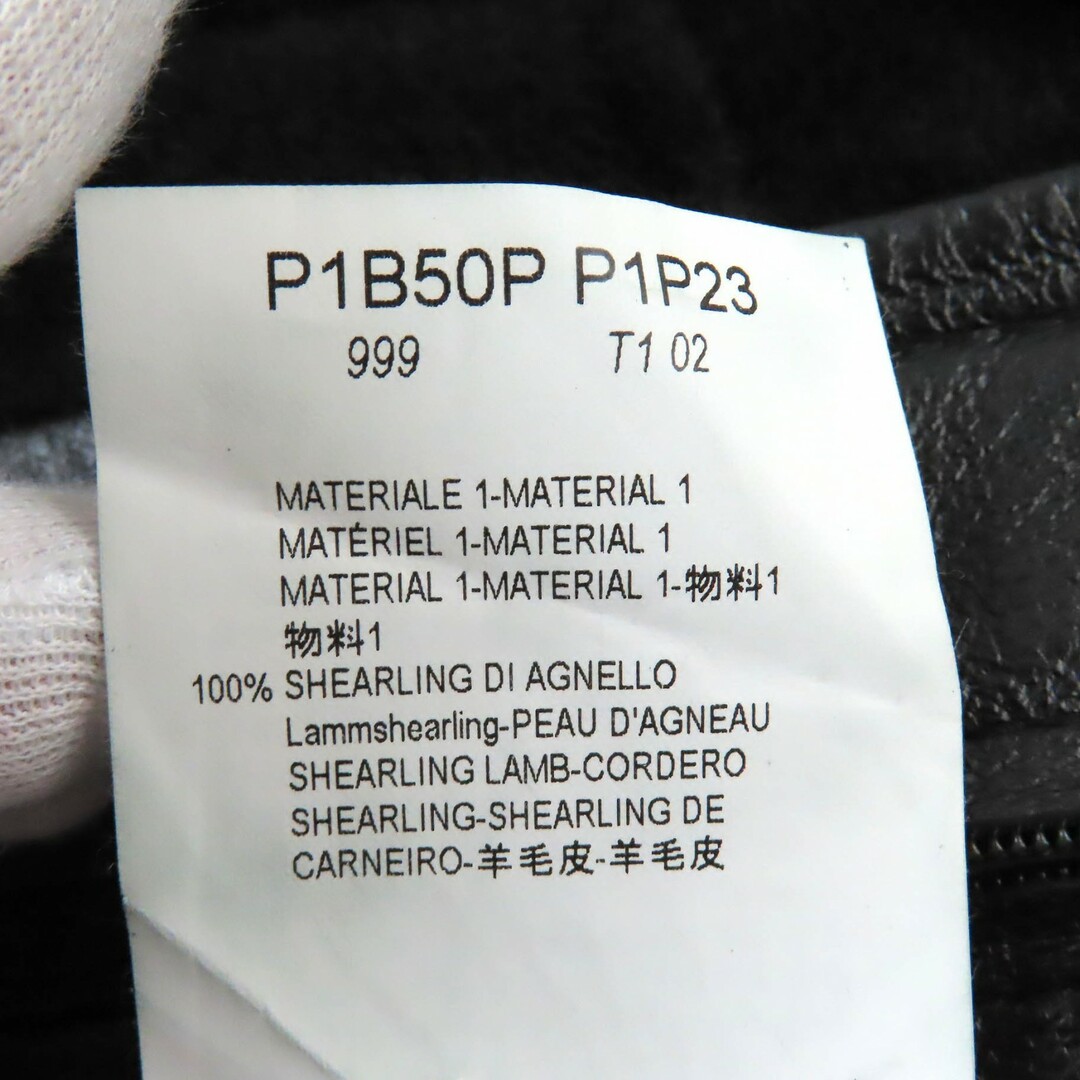 P1B50P P1P23
999 T1 02
MATERIALE 1-MATERIAL 1
MATÉRIEL 1-MATERIAL 1
MATERIAL 1-MATERIAL 1-物料1
物料1
100% SHEARLING DI AGNELLO
Lammshearling-PEAU D'AGNEAU
SHEARLING LAMB-CORDERO
SHEARLING-SHEARLING DE
CARNEIRO-羊毛皮-羊毛皮